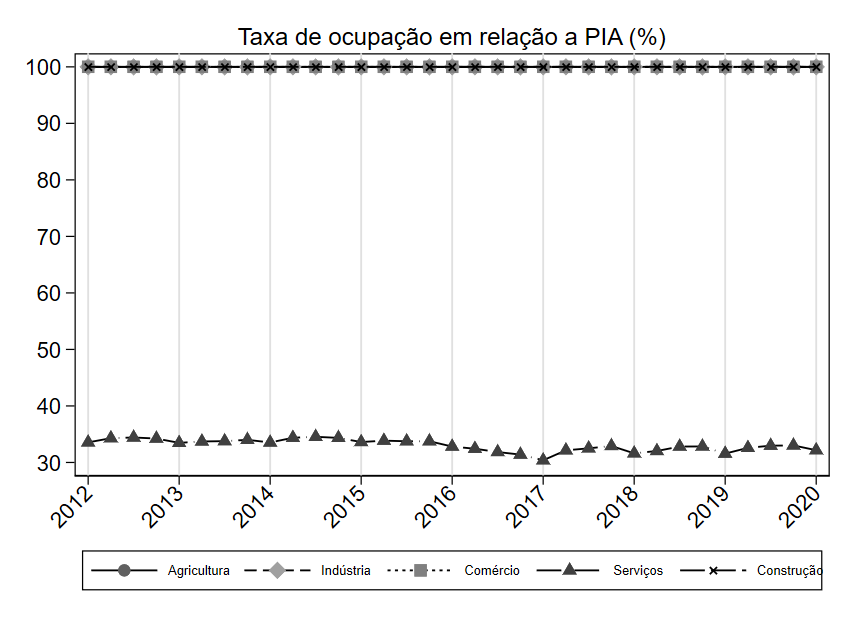 Taxa de ocupação em relação a PIA (%)
100
90
80
70
60
50
40
30
2012 2013 2014 2015 2016 2017 2018 2019 2020
Agricultura Indústria Comércio Serviços Construção